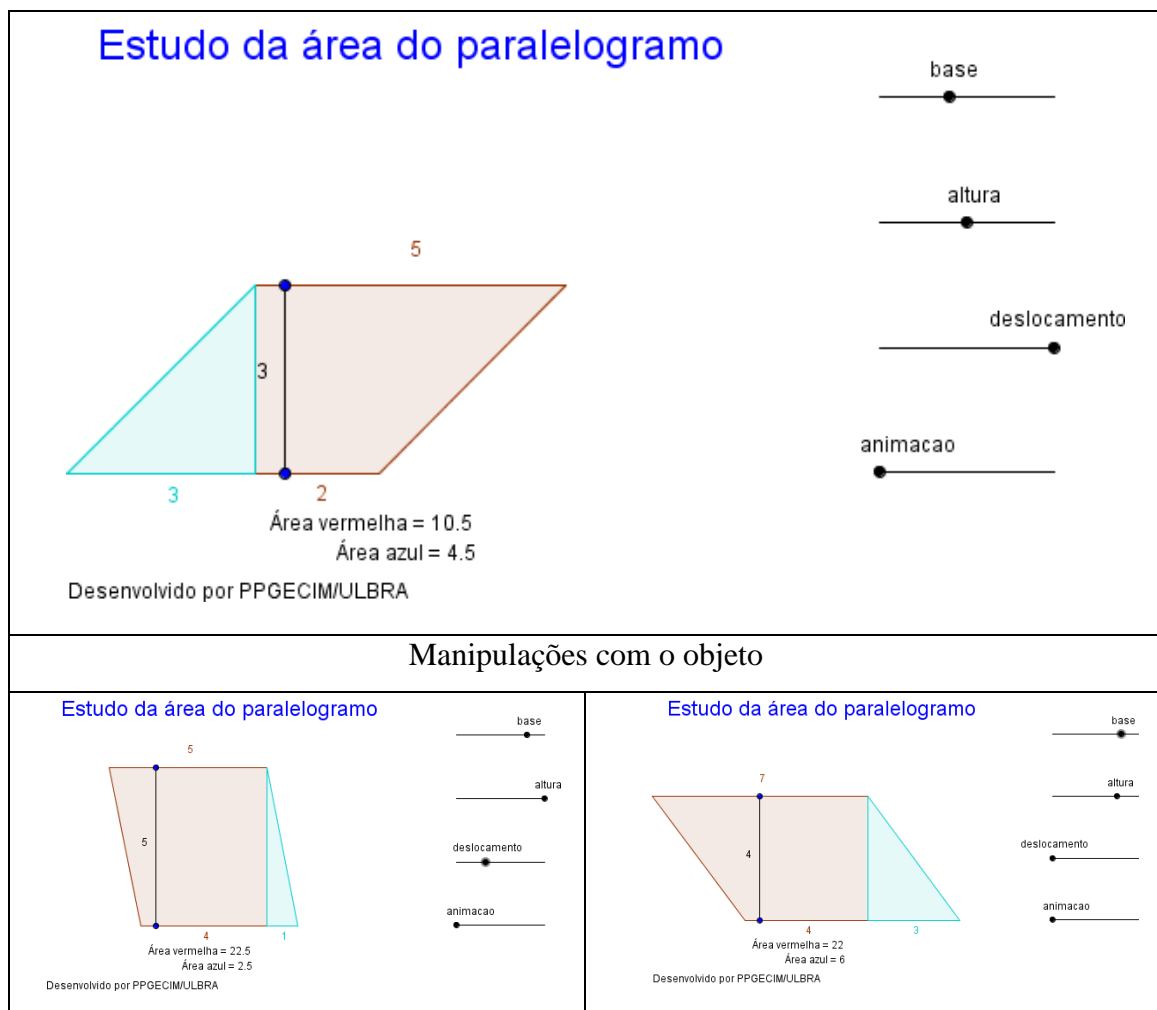 Estudo da área do paralelogramo
base
altura
5
deslocamento
3
animacao
3 2
Área vermelha = 10.5
Área azul = 4.5
Desenvolvido por PPGECIM/ULBRA
Manipulações com o objeto
Estudo da área do paralelogramo
base
5
altura
5
deslocamento
animacao
4 1
Área vermelha = 22.5
Área azul = 2.5
Desenvolvido por PPGECIM/ULBRA
Estudo da área do paralelogramo
base
7
altura
4
deslocamento
animacao
4 3
Área vermelha = 22
Área azul = 6
Desenvolvido por PPGECIM/ULBRA